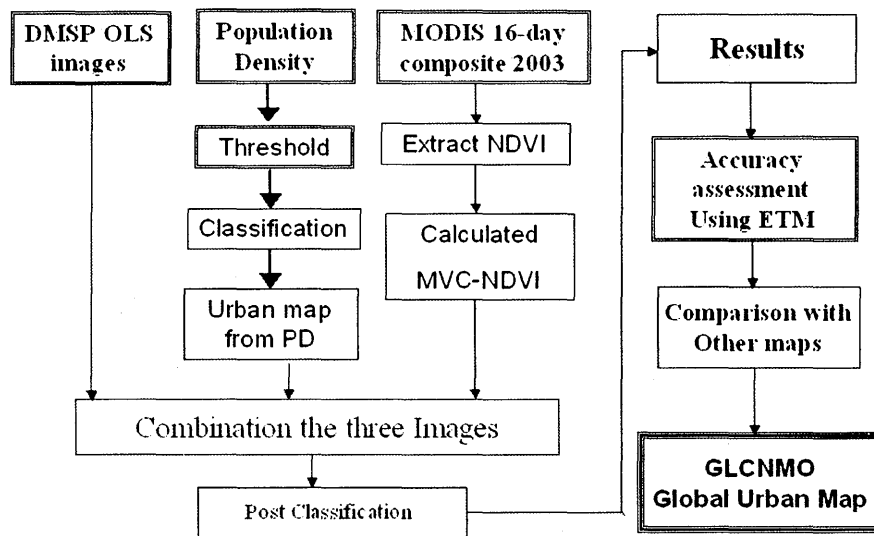 DMSP OLS
images
Population
Density
MODIS 16-day
composite 2003
Threshold
Extract NDVI
Classification
Calculated
MVC-NDVI
Urban map
from PD
Combination the three Images
Post Classification
Results
Accuracy
assessment
Using ETM
Comparison with
Other maps
GLCNMO
Global Urban Map